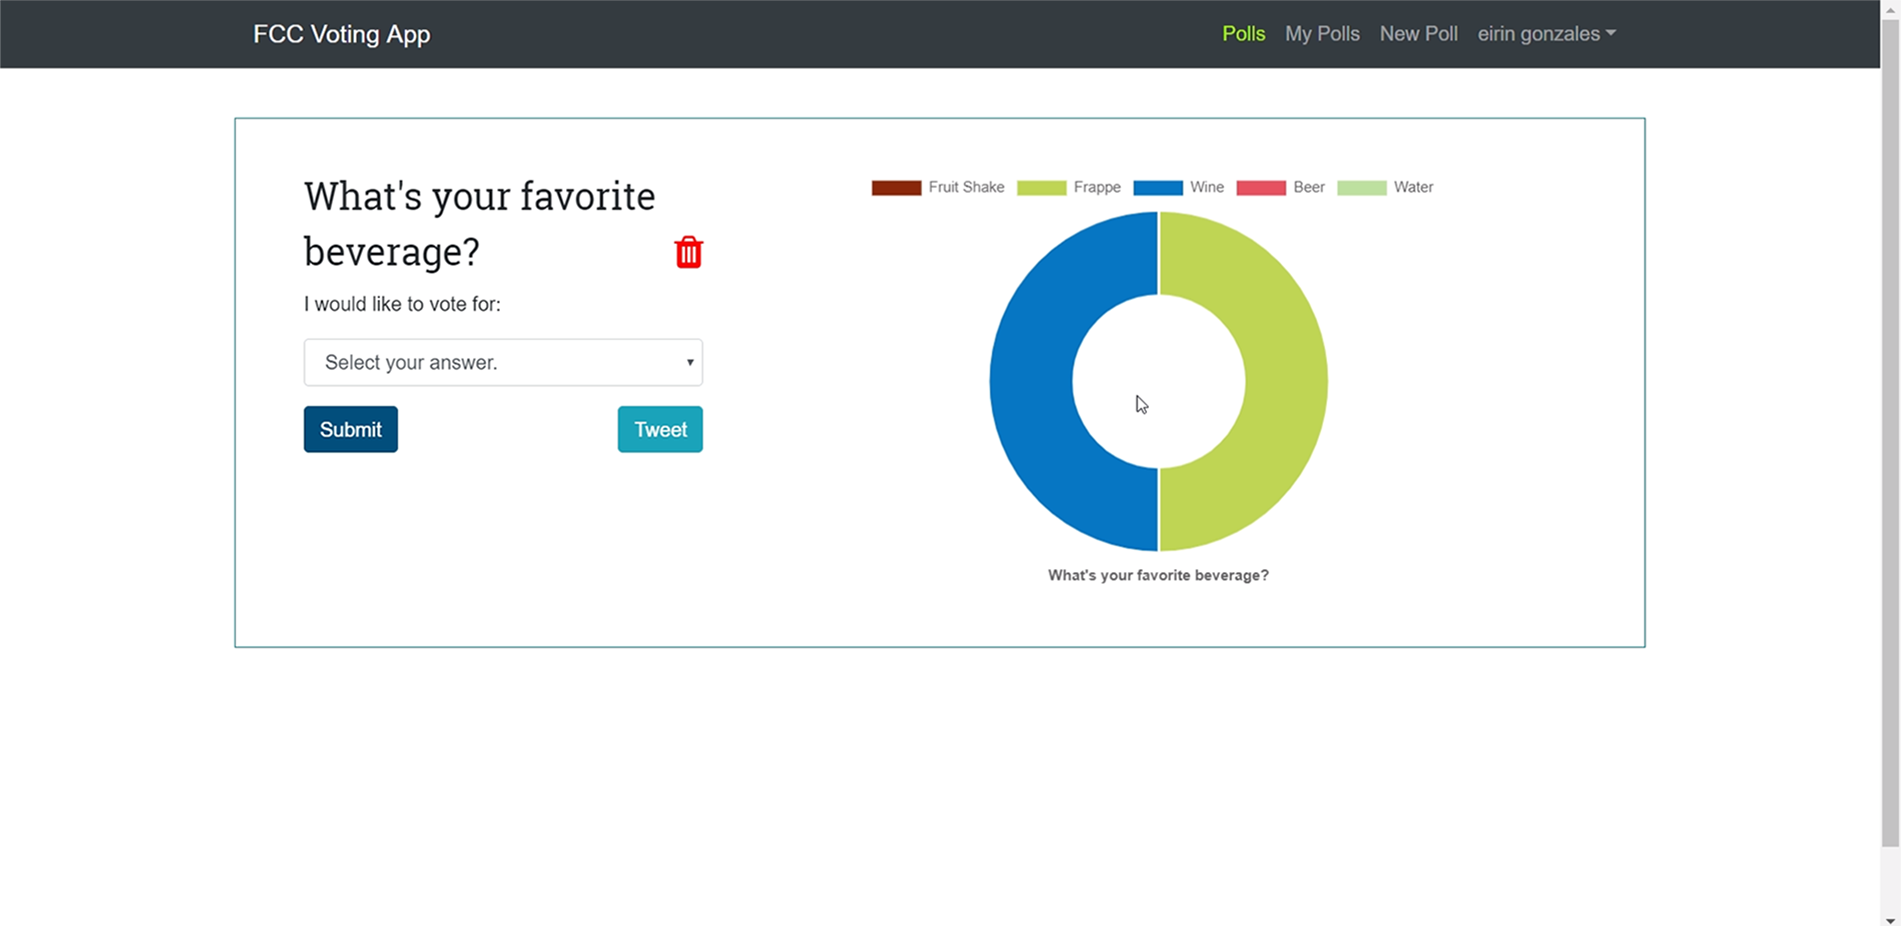 FCC Voting App
Polls My Polls New Poll eirin gonzales
What's your favorite
beverage?
I would like to vote for:
Select your answer.
Submit Tweet
Fruit Shake Frappe Wine Beer Water
What's your favorite beverage?